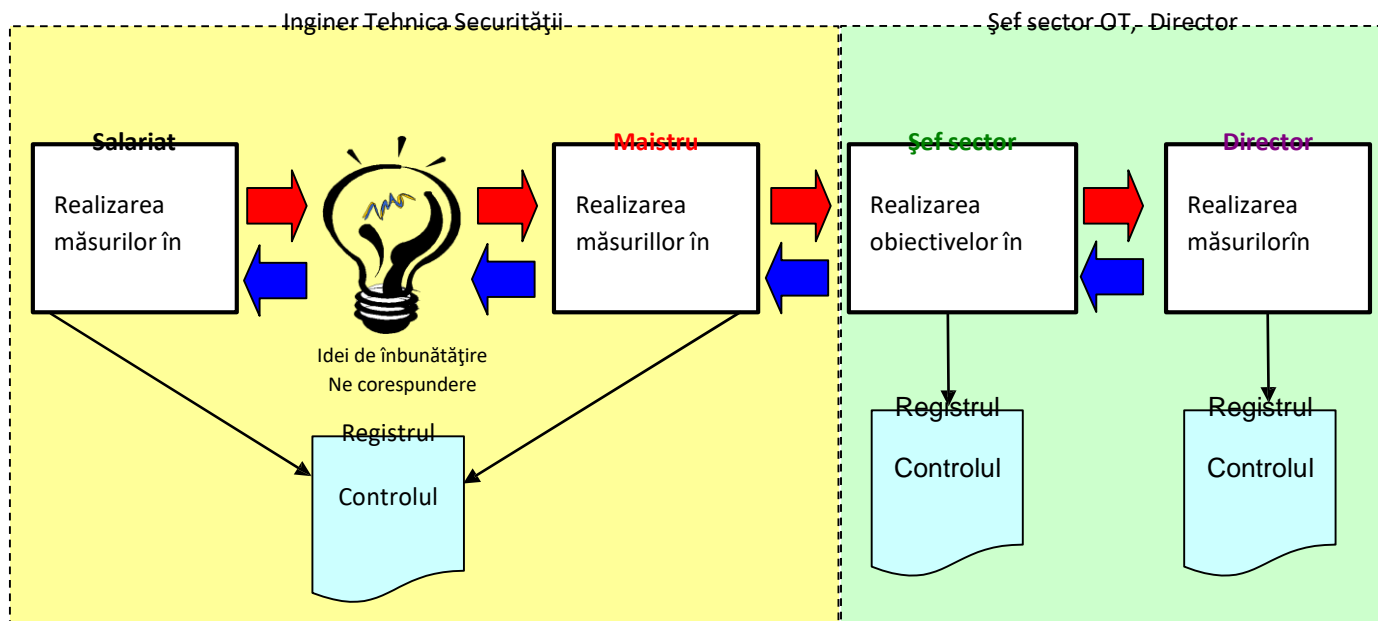 Inginer Tehnica Securităţii
Şef sector OT,  Director
Salariat
Realizarea
măsurilor în
Idei de înbunătăţire
Ne corespundere
Maistru
Realizarea
măsurillor în
Şef sector
Realizarea
obiectivelor în
Director
Realizarea
măsurilorîn
Registrul
Controlul
Registrul
Controlul
Registrul
Controlul